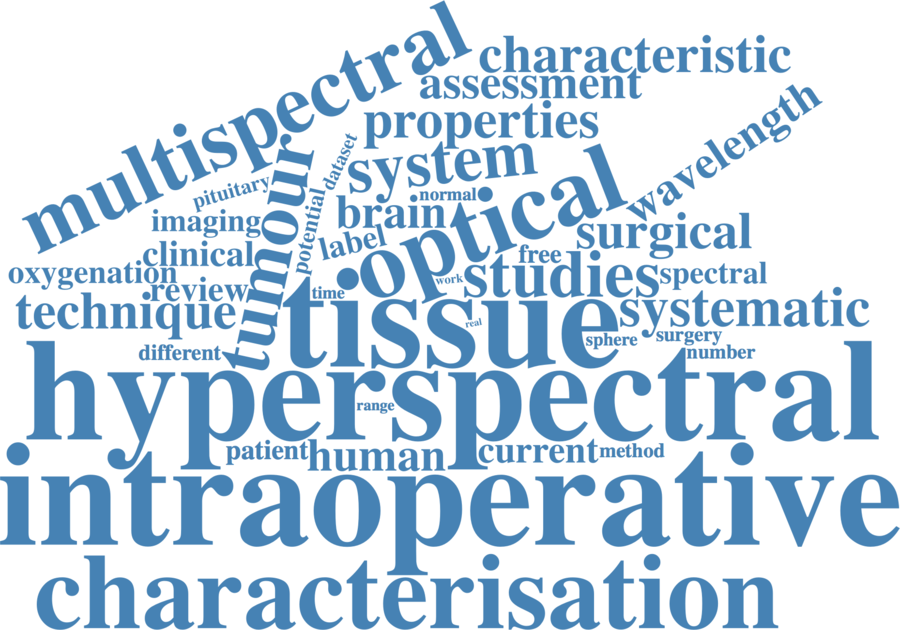 multispectral
characteristic
assessment
properties
wavelength
system
dataset
tumour
pituitary
normal
potential
imaging
brain
optical
surgical
label
clinical
free
oxygenation
studies
spectral
work
review
time
technique
tissue
systematic
real
sphere
surgery
different
number
hyperspectral
range
patient
human
current
method
intraoperative
characterisation